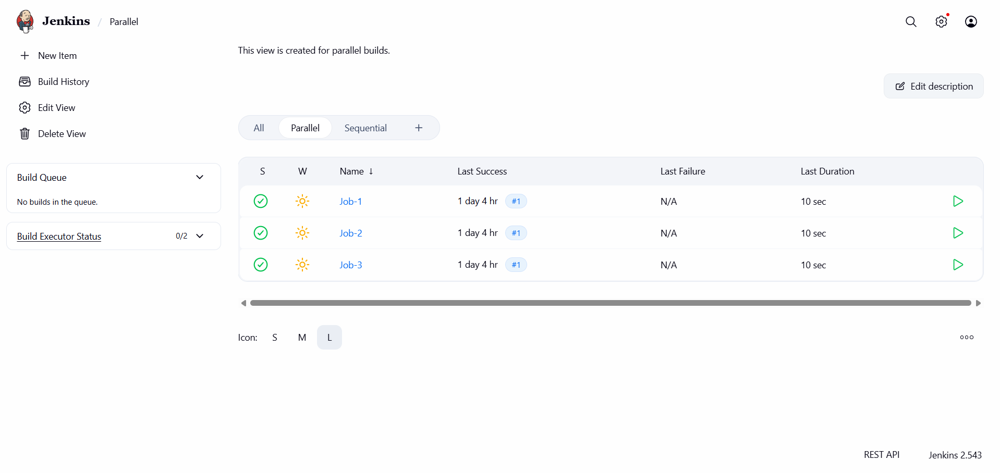 Jenkins / Parallel
New Item
Build History
Edit View
Delete View
Build Queue
No builds in the queue.
Build Executor Status 0/2
This view is created for parallel builds.
Edit description
All Parallel Sequential +
S W Name ↓ Last Success Last Failure Last Duration
Job-1 1 day 4 hr #1 N/A 10 sec
Job-2 1 day 4 hr #1 N/A 10 sec
Job-3 1 day 4 hr #1 N/A 10 sec
Icon: S M L
REST API Jenkins 2.543